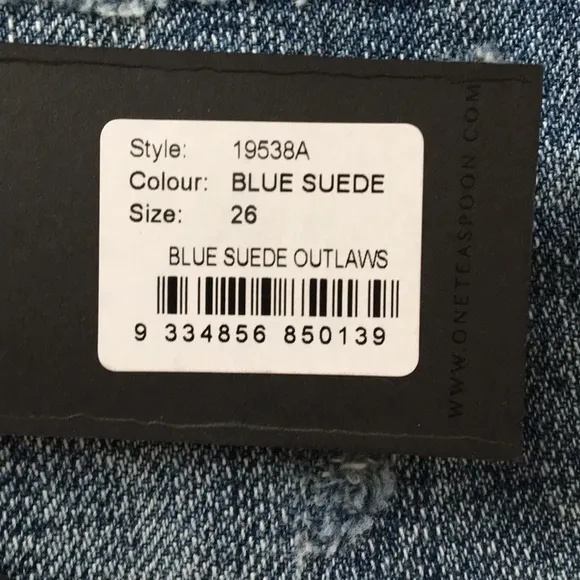 Style: 19538A
Colour: BLUE SUEDE
Size: 26
BLUE SUEDE OUTLAWS
9 334856 850139
WWW.ONETEASPOON.COM